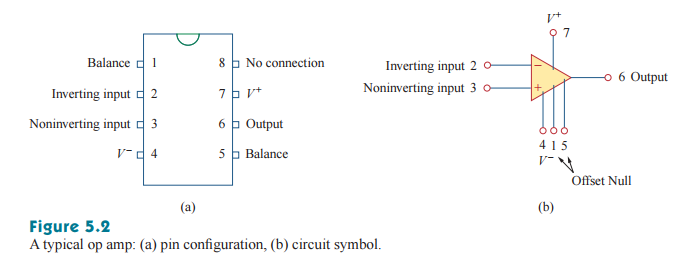 Balance 1 8 No connection
Inverting input 2 7 V+
Noninverting input 3 6 Output
V− 4 5 Balance
(a)
V+
7
Inverting input 2 −
Noninverting input 3 +
6 Output
4 1 5
V−
Offset Null
(b)
Figure 5.2
A typical op amp: (a) pin configuration, (b) circuit symbol.